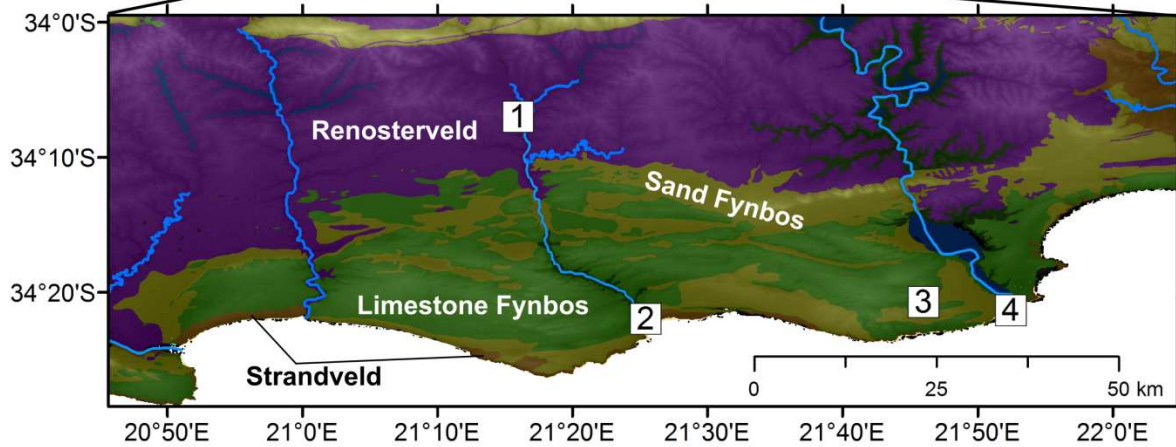 34°0'S
1
Renosterveld
34°10'S
Sand Fynbos
34°20'S
Limestone Fynbos
2
3
4
Strandveld
0 25 50 km
20°50'E 21°0'E 21°10'E 21°20'E 21°30'E 21°40'E 21°50'E 22°0'E